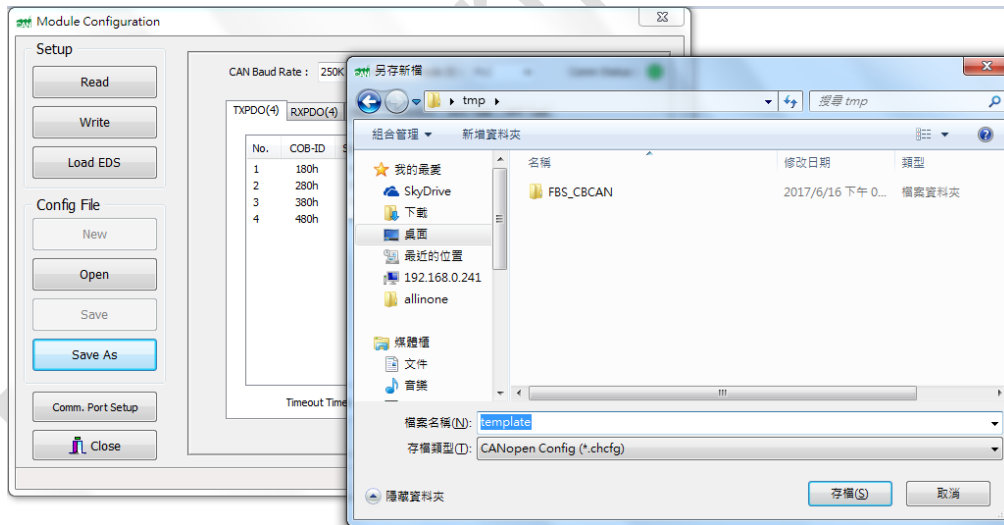 Module Configuration
Setup
Read
Write
Load EDS
Config File
New
Open
Save
Save As
Comm. Port Setup
Close
CAN Baud Rate : 250K
TXPDO(4) RXPDO(4)
No. COB-ID S
1 180h
2 280h
3 380h
4 480h
Timeout Time
另存新檔
tmp
搜尋 tmp
組合管理 新增資料夾
我的最愛
SkyDrive
下載
桌面
最近的位置
192.168.0.241
allinone
媒體櫃
文件
音樂
名稱 修改日期 類型
FBS_CBCAN 2017/6/16 下午 0... 檔案資料夾
檔案名稱(N): template
存檔類型(T): CANopen Config (*.chcfg)
隱藏資料夾 存檔(S) 取消